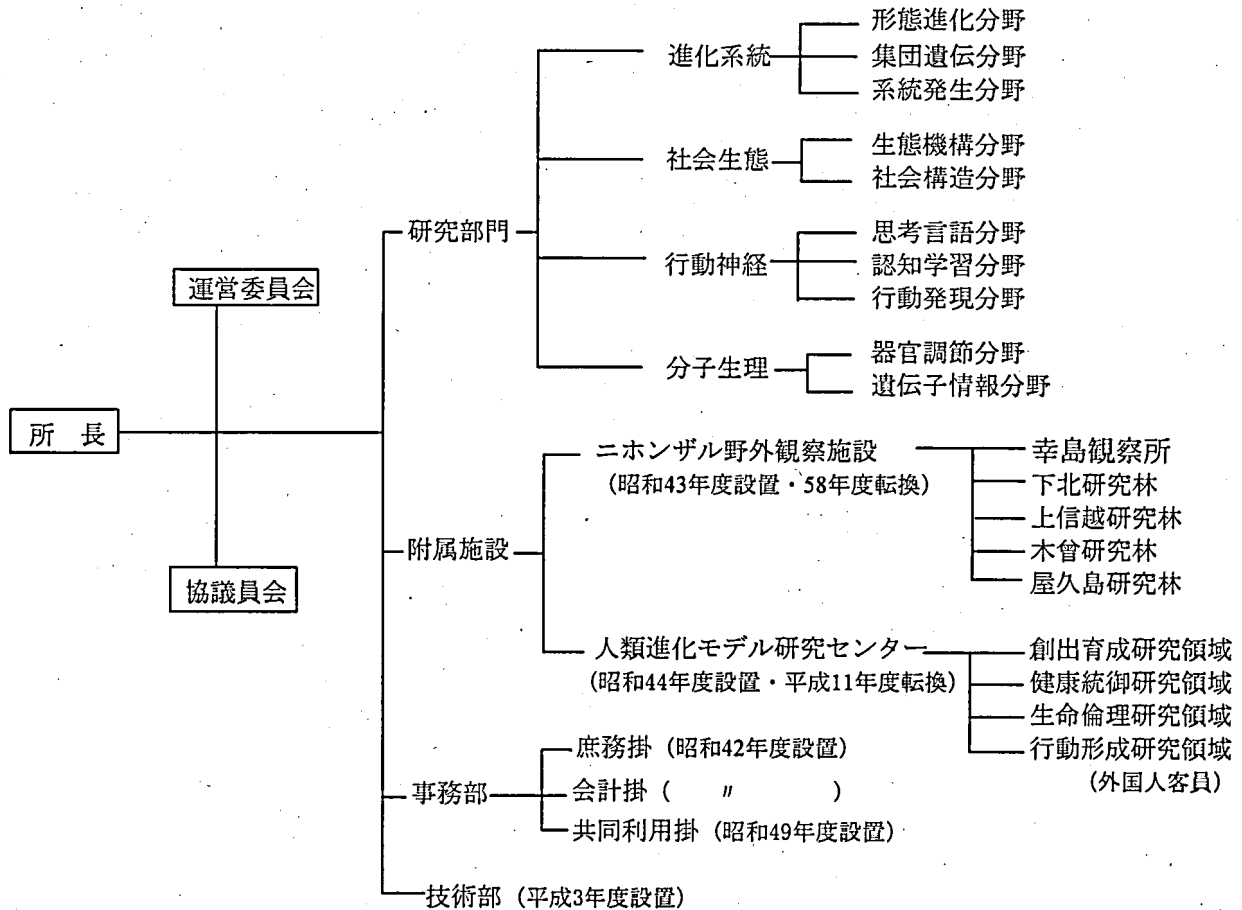 所 長
運営委員会
協議員会
研究部門
進化系統
形態進化分野
集団遺伝分野
系統発生分野
社会生態
生態機構分野
社会構造分野
行動神経
思考言語分野
認知学習分野
行動発現分野
分子生理
器官調節分野
遺伝子情報分野
附属施設
ニホンザル野外観察施設
(昭和43年度設置・58年度転換)
幸島観察所
下北研究林
上信越研究林
木曾研究林
屋久島研究林
人類進化モデル研究センター
(昭和44年度設置・平成11年度転換)
創出育成研究領域
健康統御研究領域
生命倫理研究領域
行動形成研究領域
(外国人客員)
事務部
庶務掛 (昭和42年度設置)
会計掛 ( 〃 )
共同利用掛 (昭和49年度設置)
技術部 (平成3年度設置)